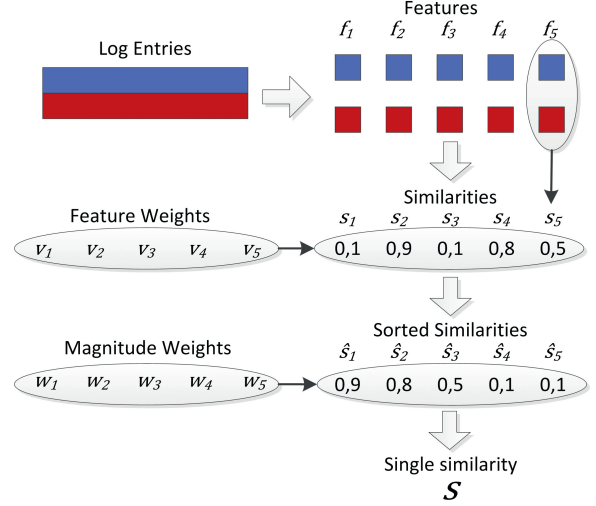 Features
f1 f2 f3 f4 f5
Log Entries
Similarities
Feature Weights
s1 s2 s3 s4 s5
v1 v2 v3 v4 v5
0,1 0,9 0,1 0,8 0,5
Sorted Similarities
Magnitude Weights
ŝ1 ŝ2 ŝ3 ŝ4 ŝ5
w1 w2 w3 w4 w5
0,9 0,8 0,5 0,1 0,1
Single similarity
S